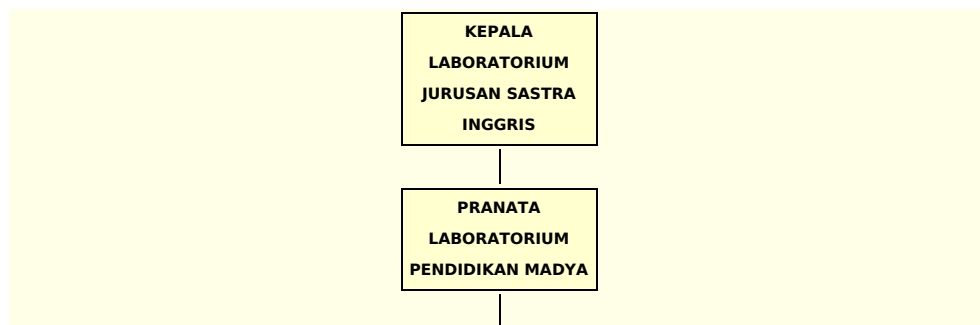 KEPALA
LABORATORIUM
JURUSAN SASTRA
INGGRIS
PRANATA
LABORATORIUM
PENDIDIKAN MADYA